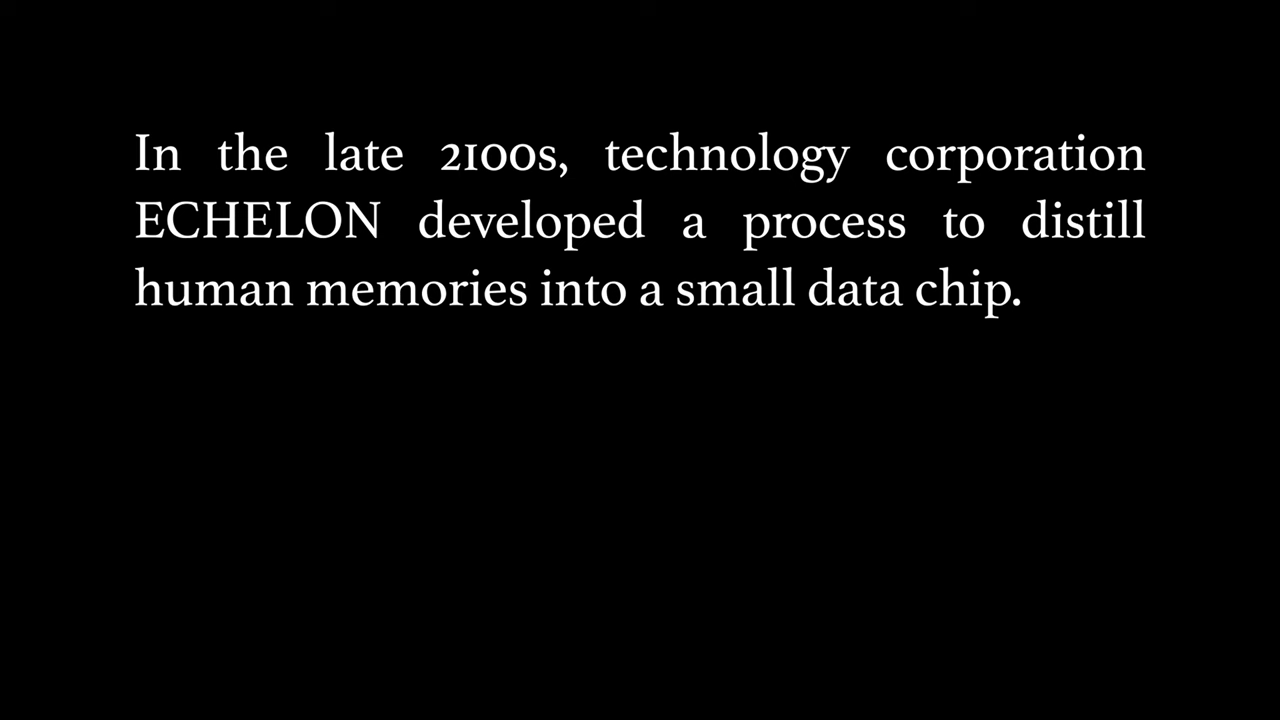 In the late 2100s, technology corporation
ECHELON developed a process to distill
human memories into a small data chip.